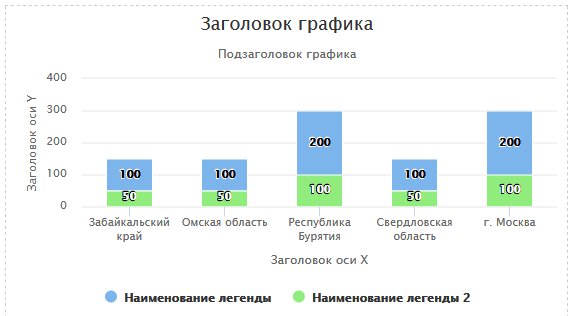 Заголовок графика
Подзаголовок графика
Заголовок оси Y
400
300
200
100
0
100
50
100
50
200
100
100
50
200
100
Забайкальский
край
Омская область
Республика
Бурятия
Свердловская
область
г. Москва
Заголовок оси X
Наименование легенды
Наименование легенды 2